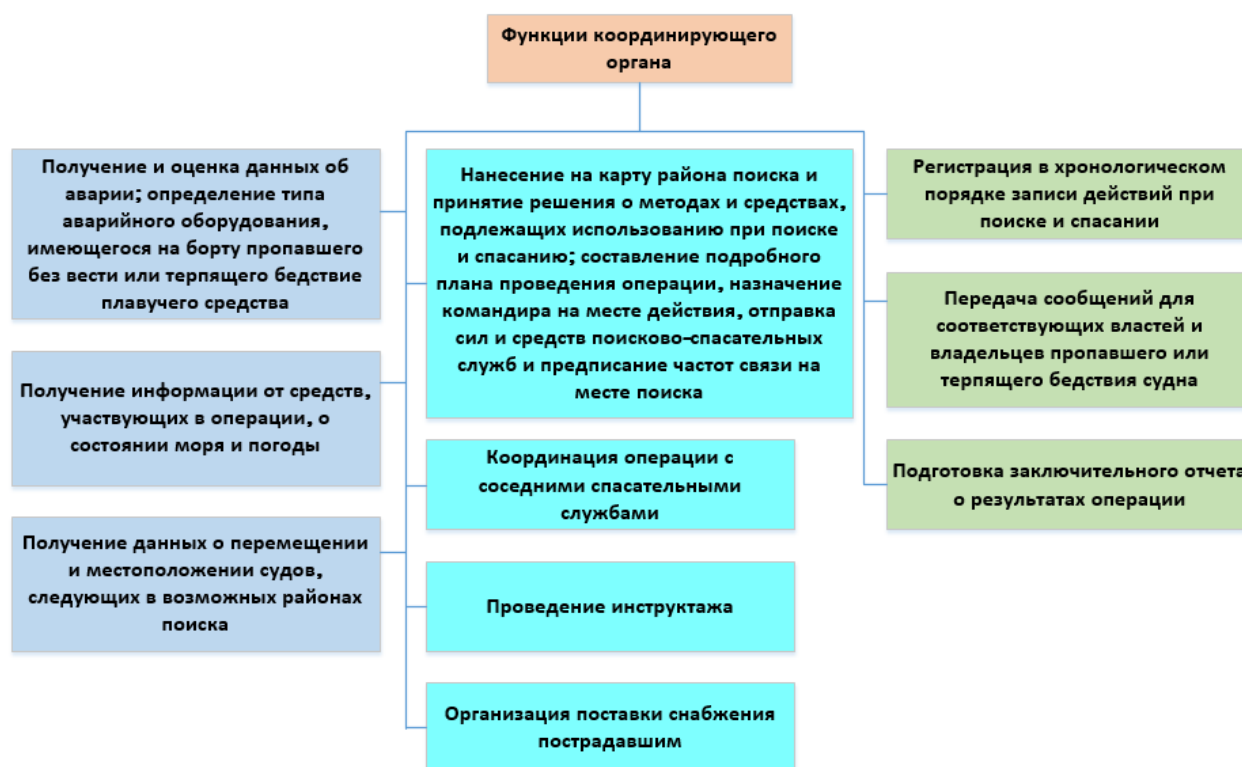 Функции координирующего
органа
Получение и оценка данных об
аварии; определение типа
аварийного оборудования,
имеющегося на борту пропавшего
без вести или терпящего бедствие
плавучего средства
Получение информации от средств,
участвующих в операции, о
состоянии моря и погоды
Получение данных о перемещении
и местоположении судов,
следующих в возможных районах
поиска
Нанесение на карту района поиска и
принятие решения о методах и средствах,
подлежащих использованию при поиске
и спасанию; составление подробного
плана проведения операции, назначение
командира на месте действия, отправка
сил и средств поисково-спасательных
служб и предписание частот связи на
месте поиска
Координация операции с
соседними спасательными
службами
Проведение инструктажа
Организация поставки снабжения
пострадавшим
Регистрация в хронологическом
порядке записи действий при
поиске и спасании
Передача сообщений для
соответствующих властей и
владельцев пропавшего или
терпящего бедствия судна
Подготовка заключительного отчета
о результатах операции